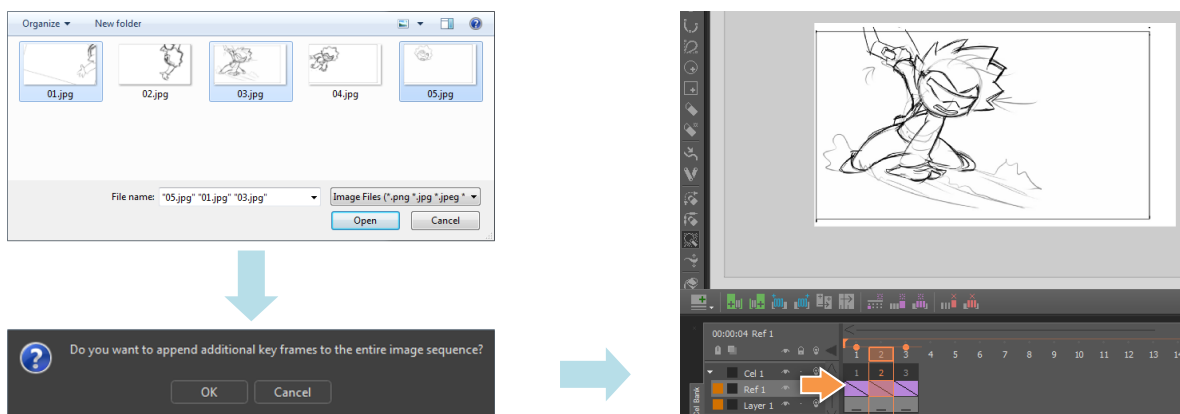 Organize New folder
01.jpg 02.jpg 03.jpg 04.jpg 05.jpg
File name: "05.jpg" "01.jpg" "03.jpg" Image Files (*.png *.jpg *.jpeg *
Open Cancel
Do you want to append additional key frames to the entire image sequence?
OK Cancel
00:00:04 Ref 1
1 2 3 4 5 6 7 8 9 10 11 12 13
Cel 1 1 2 3
Ref 1
Layer 1
Cel Bank